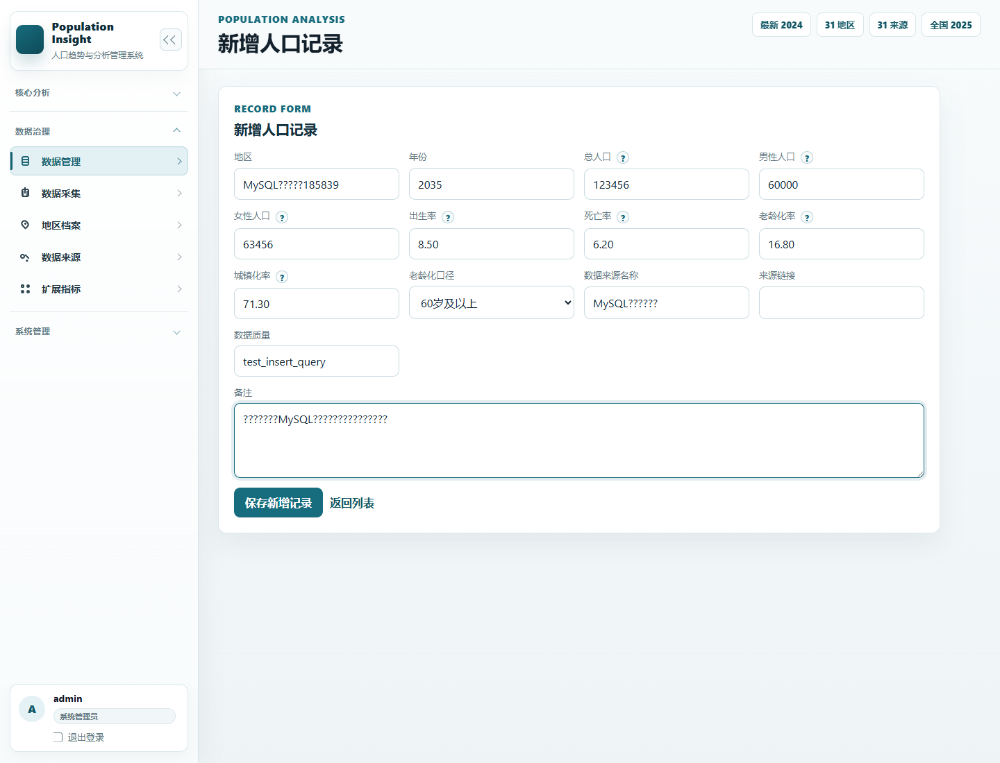 Population
Insight
人口趋势与分析管理系统
核心分析
数据治理
数据管理
数据采集
地区档案
数据来源
扩展指标
系统管理
A
admin
系统管理员
退出登录
POPULATION ANALYSIS
新增人口记录
最新 2024
31 地区
31 来源
全国 2025
RECORD FORM
新增人口记录
地区
年份
总人口 ?
男性人口 ?
MySQL?????185839
2035
123456
60000
女性人口 ?
出生率 ?
死亡率 ?
老龄化率 ?
63456
8.50
6.20
16.80
城镇化率 ?
老龄化口径
数据来源名称
来源链接
71.30
60岁及以上
MySQL??????
数据质量
test_insert_query
备注
???????MySQL???????????????
保存新增记录
返回列表